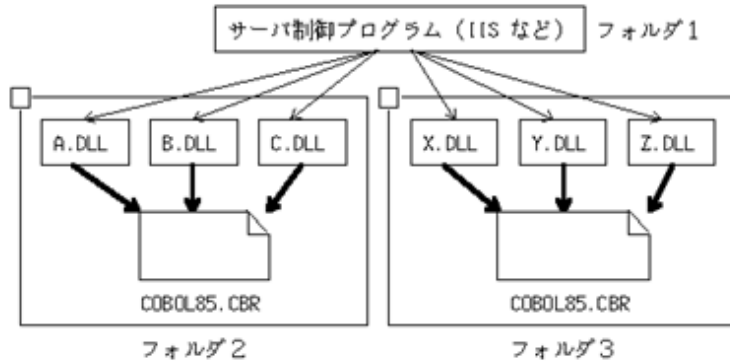 サーバ制御プログラム（IIS など） フォルダ1
A.DLL B.DLL C.DLL X.DLL Y.DLL Z.DLL
COBOL85.CBR COBOL85.CBR
フォルダ2 フォルダ3